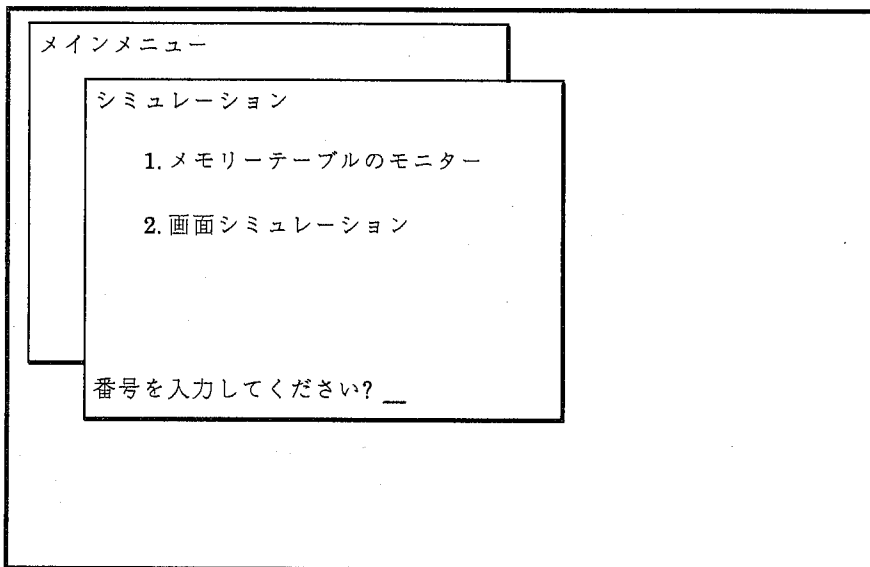 メインメニュー
シミュレーション
1. メモリーテーブルのモニター
2. 画面シミュレーション
番号を入力してください? _